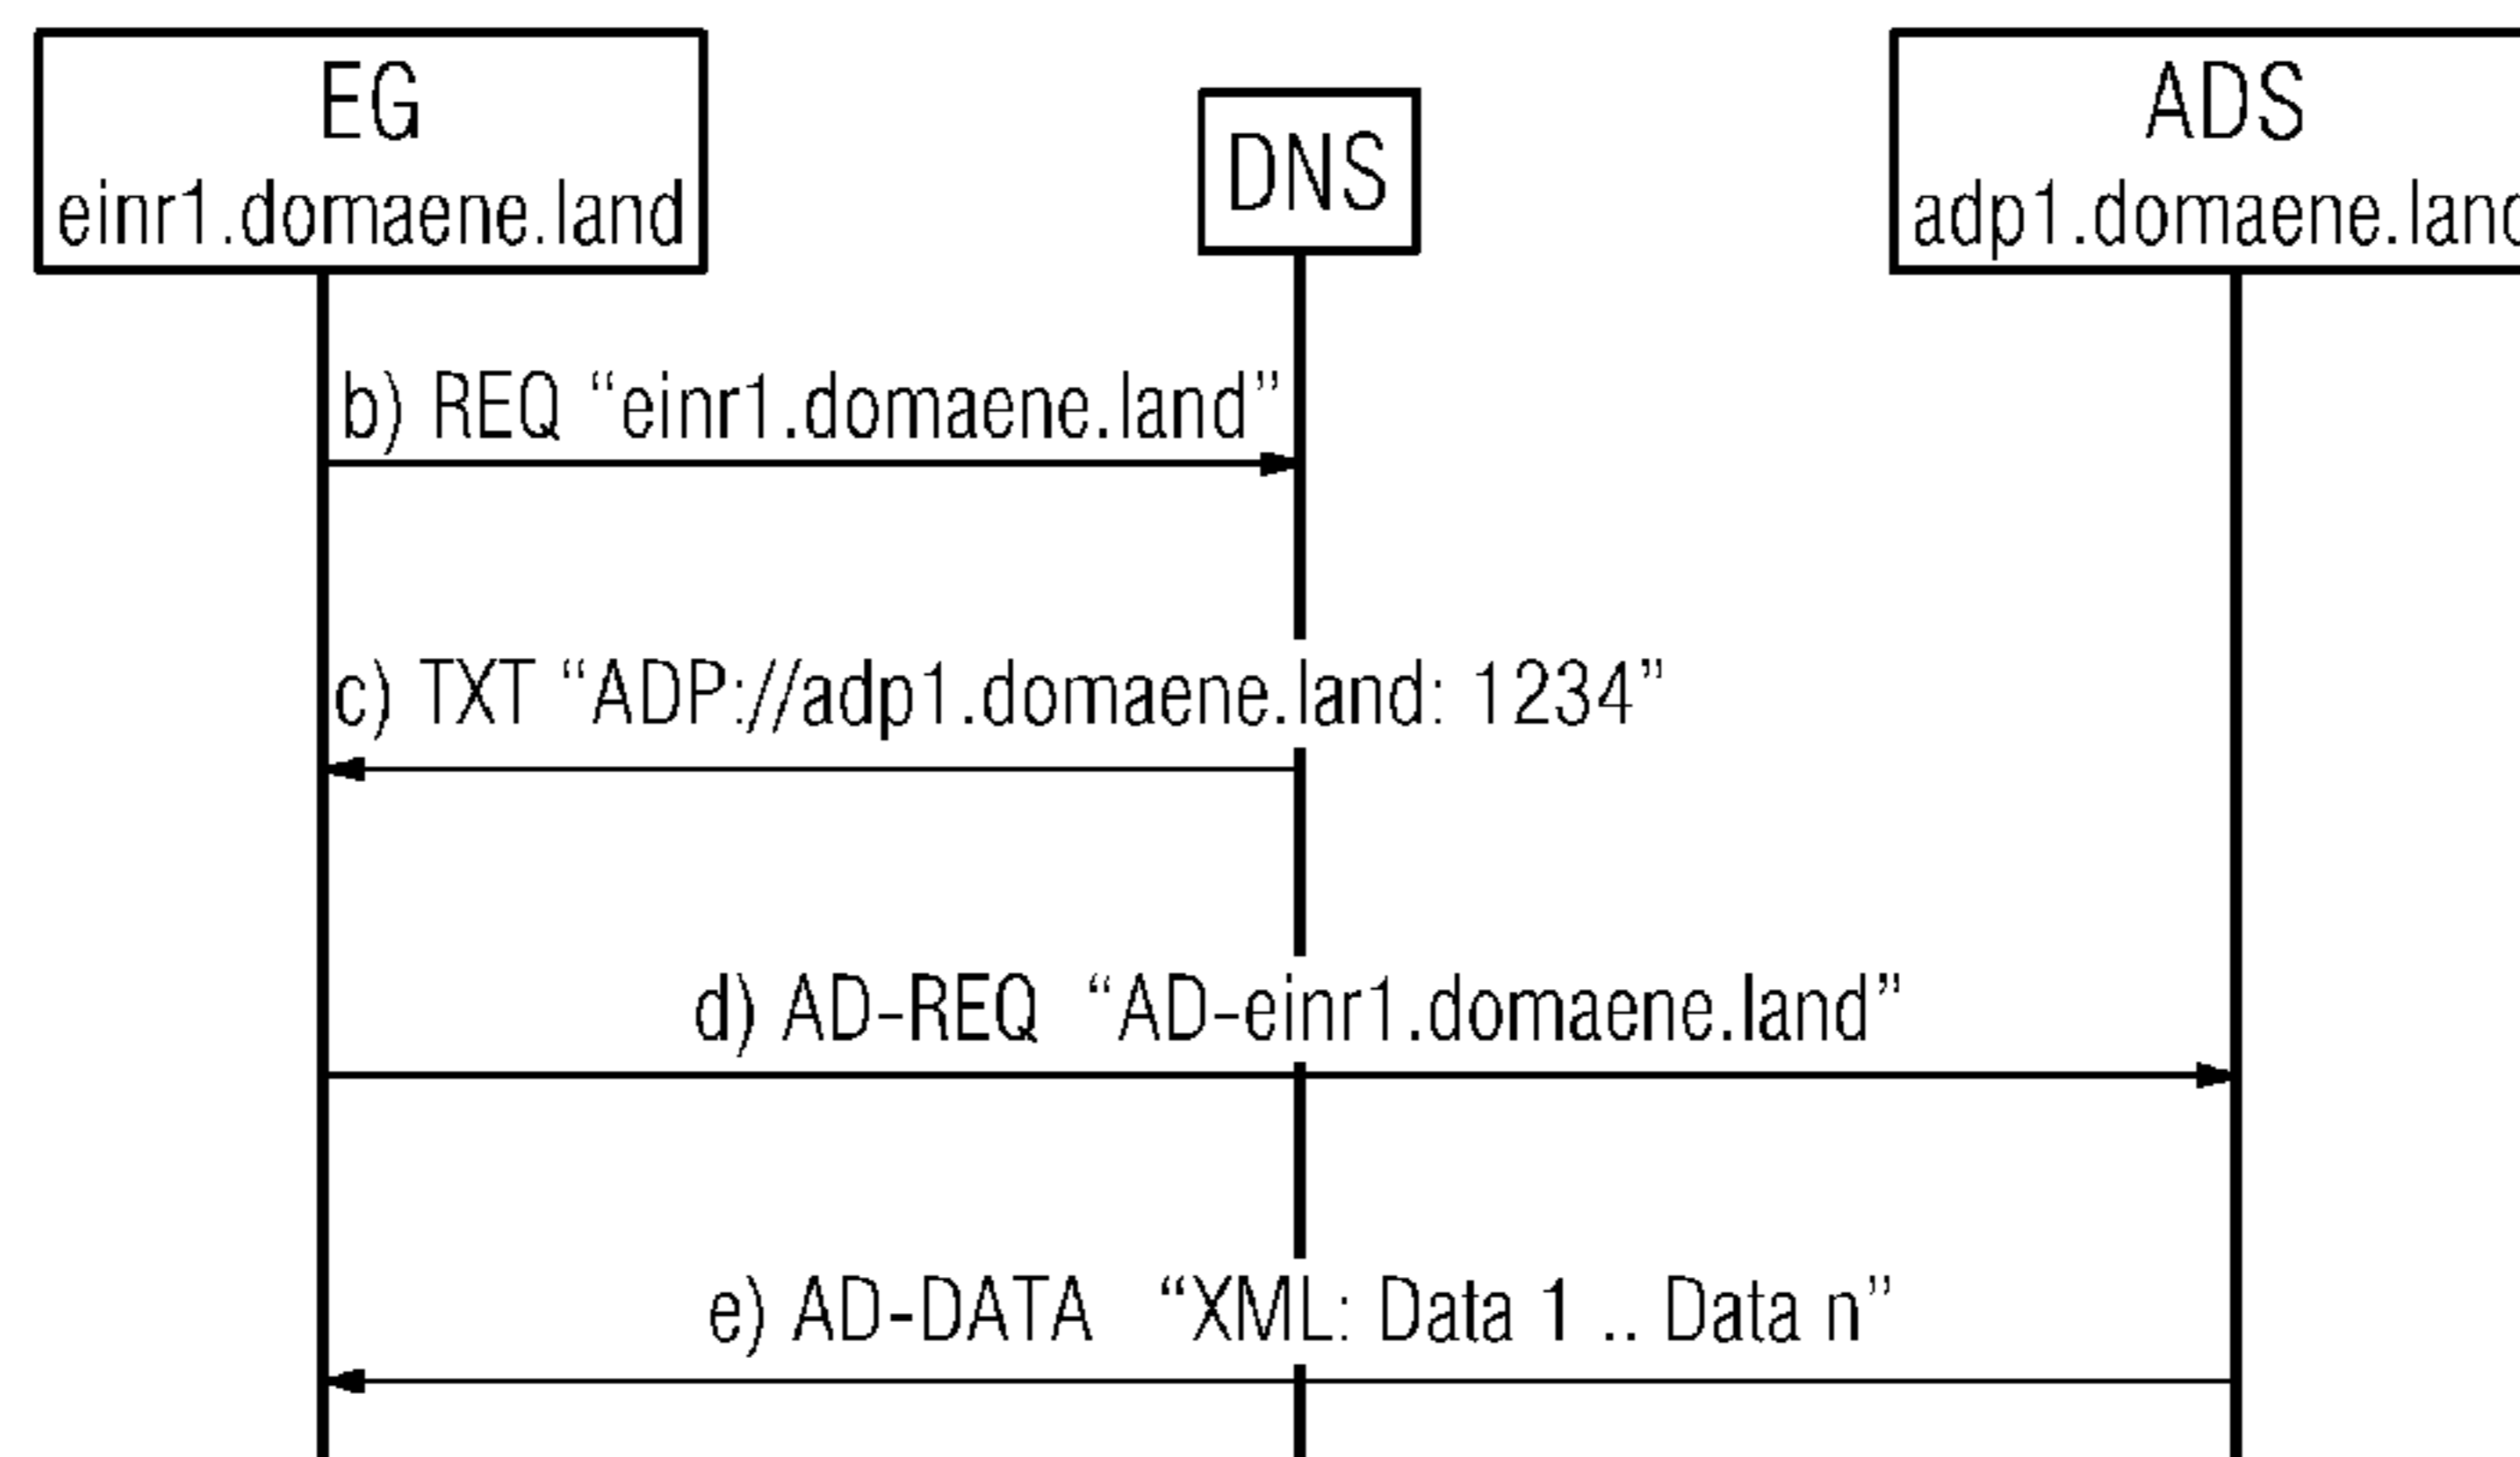 EG
einr1.domaene.land
DNS
ADS
adp1.domaene.land
b) REQ “einr1.domaene.land”
c) TXT “ADP://adp1.domaene.land: 1234”
d) AD-REQ “AD-einr1.domaene.land”
e) AD-DATA “XML: Data 1 .. Data n”